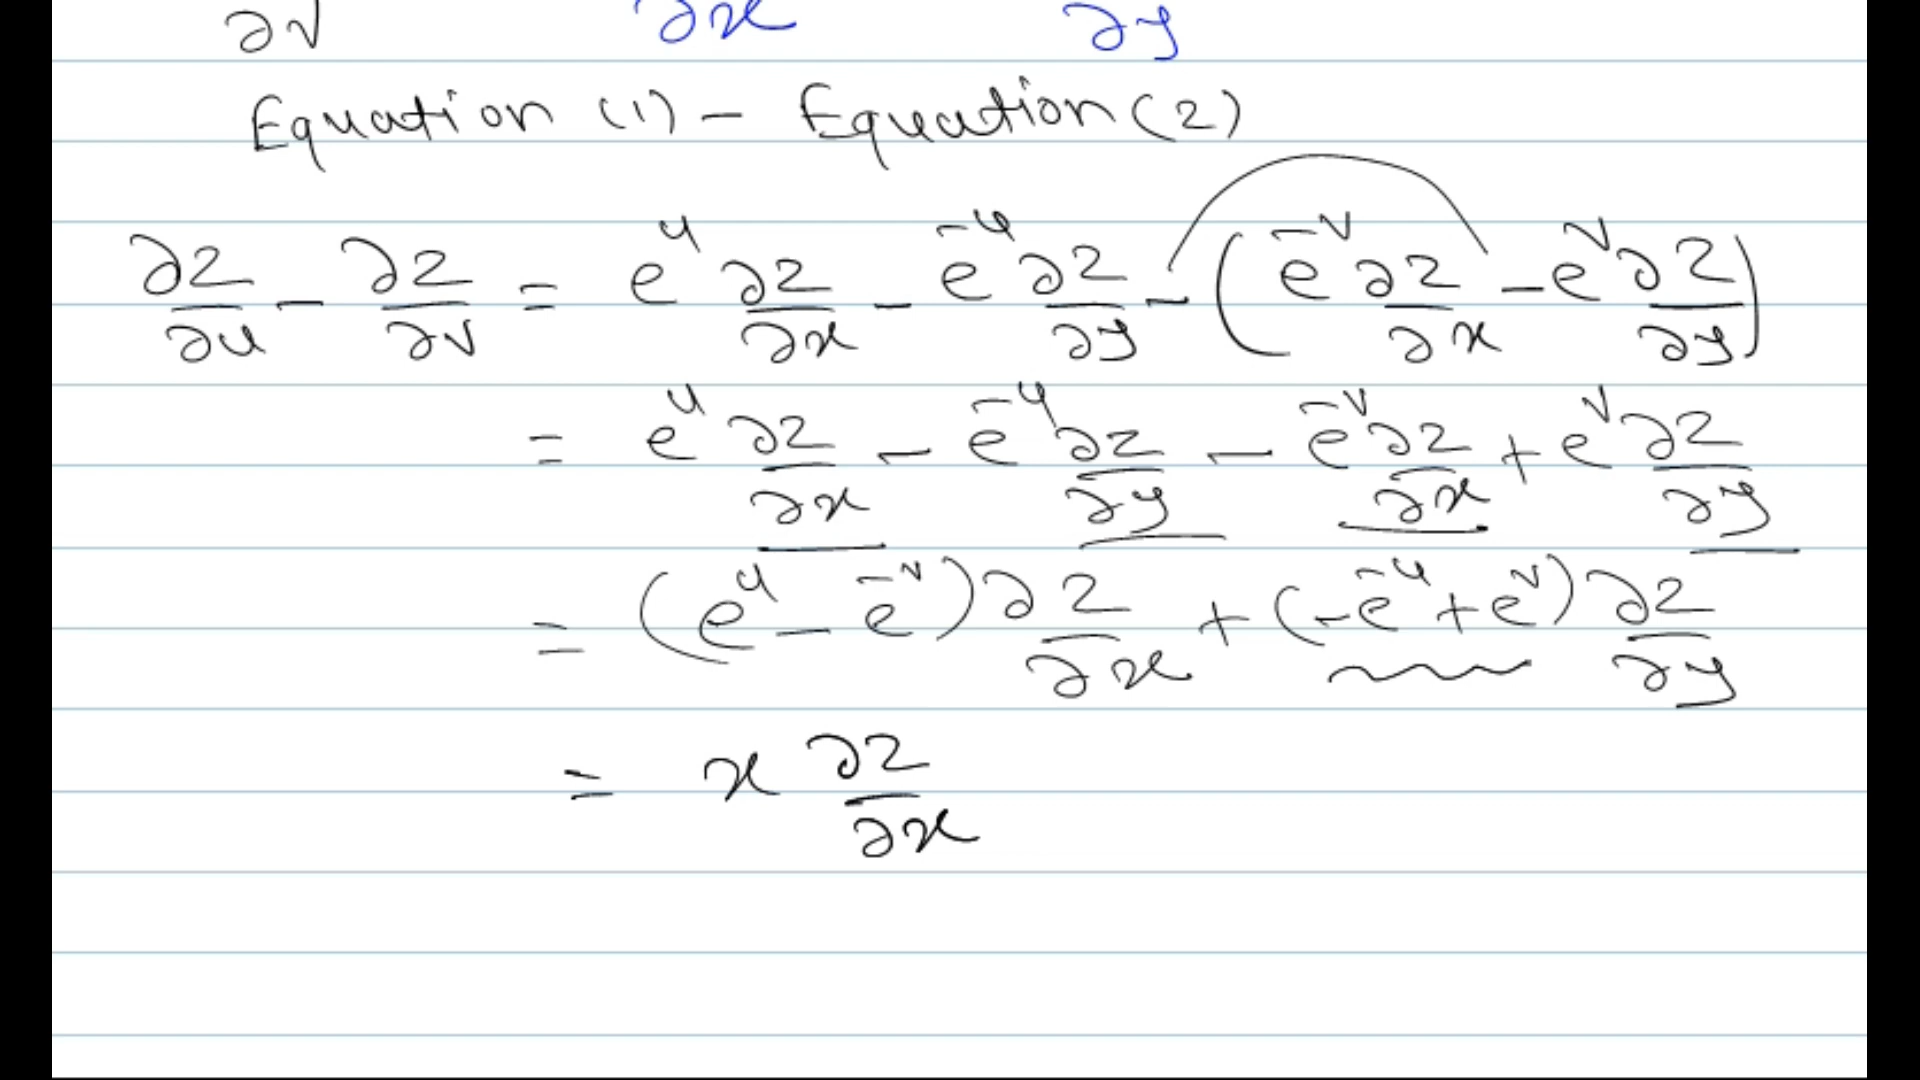 ∂v ∂x ∂y
Equation (1) - Equation (2)
∂z/∂u - ∂z/∂v = e^u ∂z/∂x - e^-u ∂z/∂y - (e^-v ∂z/∂x - e^v ∂z/∂y)
= e^u ∂z/∂x - e^-u ∂z/∂y - e^-v ∂z/∂x + e^v ∂z/∂y
= (e^u - e^-v) ∂z/∂x + (-e^-u + e^v) ∂z/∂y
= x ∂z/∂x